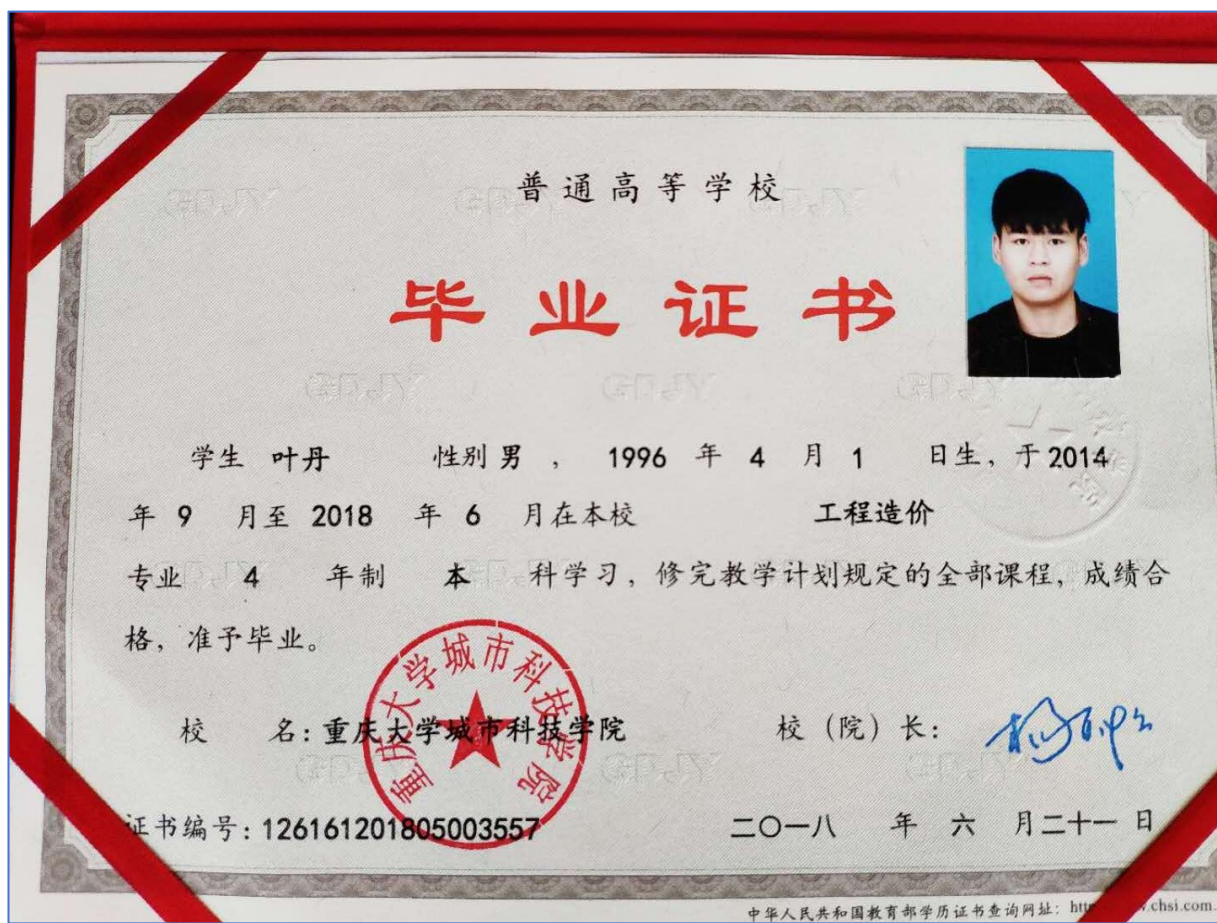 普通高等学校
毕业证书
学生 叶丹 性别 男 , 1996 年 4 月 1 日生, 于 2014
年 9 月至 2018 年 6 月在本校 工程造价
专业 4 年制 本 科学习, 修完教学计划规定的全部课程, 成绩合
格, 准予毕业。
校 名: 重庆大学城市科技学院 校 (院) 长:
重庆大学城市科技学院
证书编号: 126161201805003557 二〇一八 年 六 月二十一 日
中华人民共和国教育部学历证书查询网址: chsi.com.